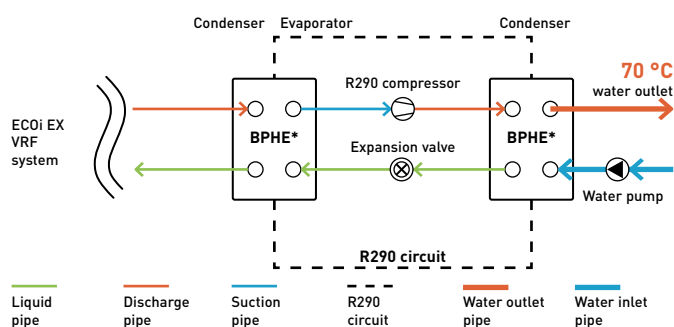 Condenser Evaporator Condenser
70 °C
water outlet
R290 compressor
ECOi EX
VRF
system
BPHE*
BPHE*
Expansion valve
Water pump
R290 circuit
Liquid
pipe
Discharge
pipe
Suction
pipe
R290
circuit
Water outlet
pipe
Water inlet
pipe